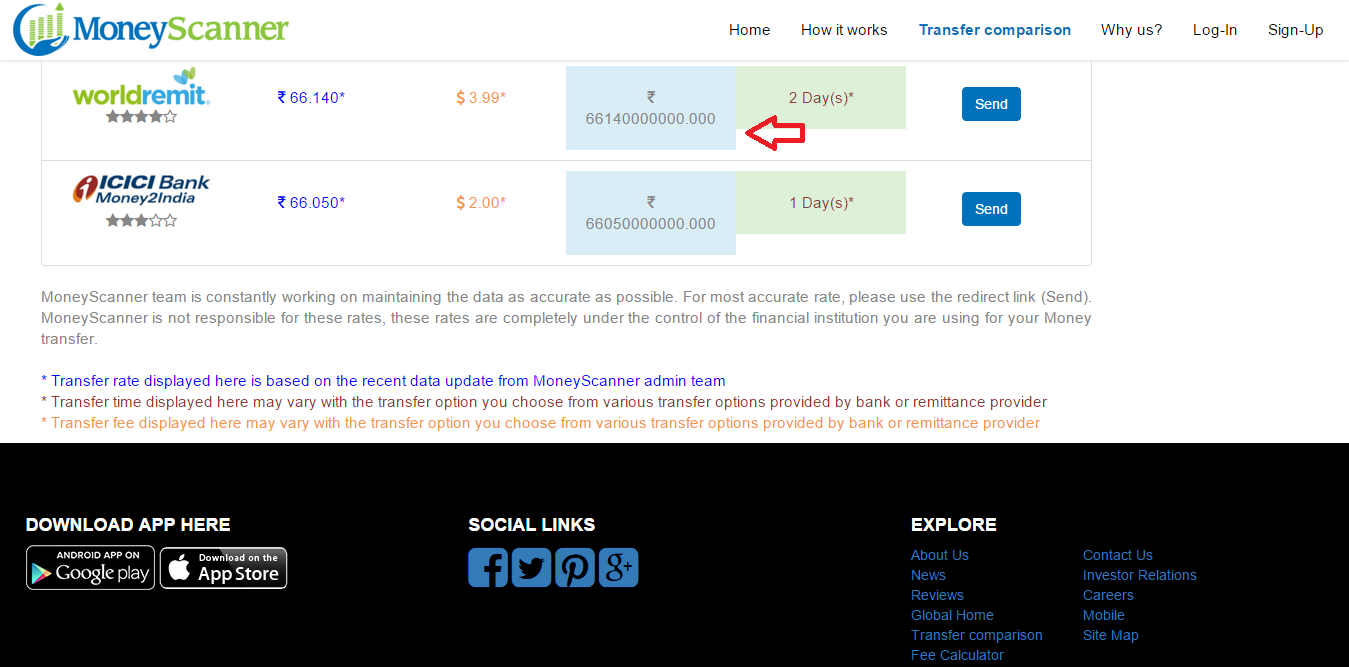 MoneyScanner
Home How it works Transfer comparison Why us? Log-In Sign-Up
worldremit
₹ 66.140* $ 3.99* ₹ 66140000000.000 2 Day(s)* Send
ICICI Bank
Money2India
₹ 66.050* $ 2.00* ₹ 66050000000.000 1 Day(s)* Send
MoneyScanner team is constantly working on maintaining the data as accurate as possible. For most accurate rate, please use the redirect link (Send).
MoneyScanner is not responsible for these rates, these rates are completely under the control of the financial institution you are using for your Money
transfer.
* Transfer rate displayed here is based on the recent data update from MoneyScanner admin team
* Transfer time displayed here may vary with the transfer option you choose from various transfer options provided by bank or remittance provider
* Transfer fee displayed here may vary with the transfer option you choose from various transfer options provided by bank or remittance provider
DOWNLOAD APP HERE
ANDROID APP ON
Google play
Download on the
App Store
SOCIAL LINKS
EXPLORE
About Us
News
Reviews
Global Home
Transfer comparison
Fee Calculator
Contact Us
Investor Relations
Careers
Mobile
Site Map